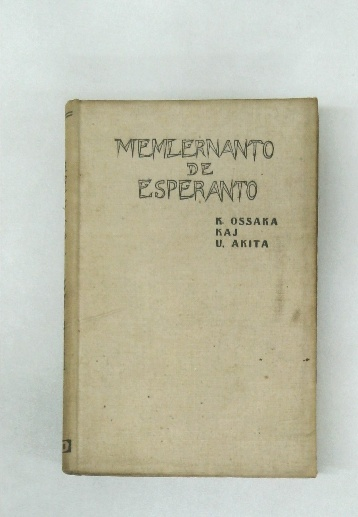 MEMLERNANTO
DE
ESPERANTO
K. OSSAKA
KAJ
U. AKITA